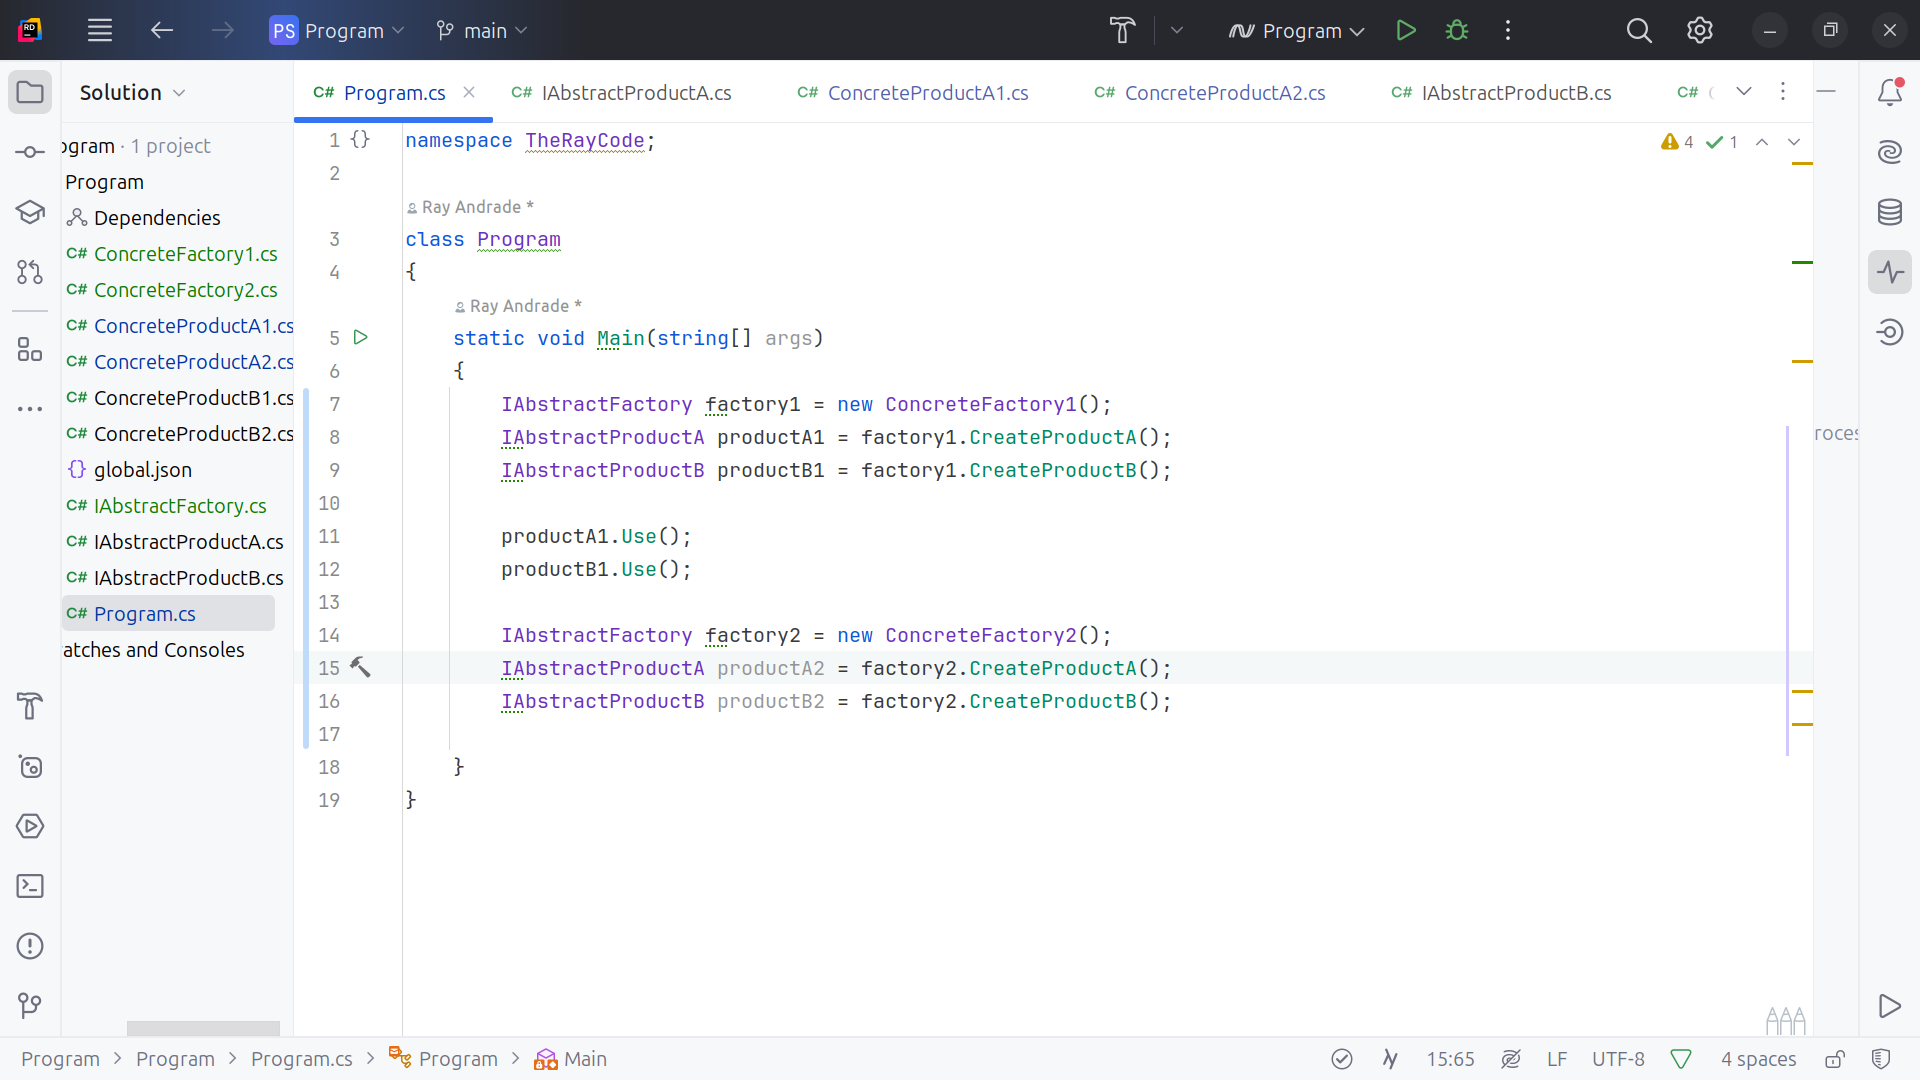 RD
PS Program
main
Program
Solution
C# Program.cs
C# IAbstractProductA.cs
C# ConcreteProductA1.cs
C# ConcreteProductA2.cs
C# IAbstractProductB.cs
C#
ogram · 1 project
Program
Dependencies
C# ConcreteFactory1.cs
C# ConcreteFactory2.cs
C# ConcreteProductA1.cs
C# ConcreteProductA2.cs
C# ConcreteProductB1.cs
C# ConcreteProductB2.cs
{} global.json
C# IAbstractFactory.cs
C# IAbstractProductA.cs
C# IAbstractProductB.cs
C# Program.cs
atches and Consoles
1 {} namespace TheRayCode;
4 1
2
Ray Andrade *
3 class Program
4 {
Ray Andrade *
5 static void Main(string[] args)
6 {
7 IAbstractFactory factory1 = new ConcreteFactory1();
8 IAbstractProductA productA1 = factory1.CreateProductA();
9 IAbstractProductB productB1 = factory1.CreateProductB();
10
11 productA1.Use();
12 productB1.Use();
13
14 IAbstractFactory factory2 = new ConcreteFactory2();
15 IAbstractProductA productA2 = factory2.CreateProductA();
16 IAbstractProductB productB2 = factory2.CreateProductB();
17
18 }
19 }
roces
Program > Program > Program.cs > Program > Main
15:65 LF UTF-8 4 spaces